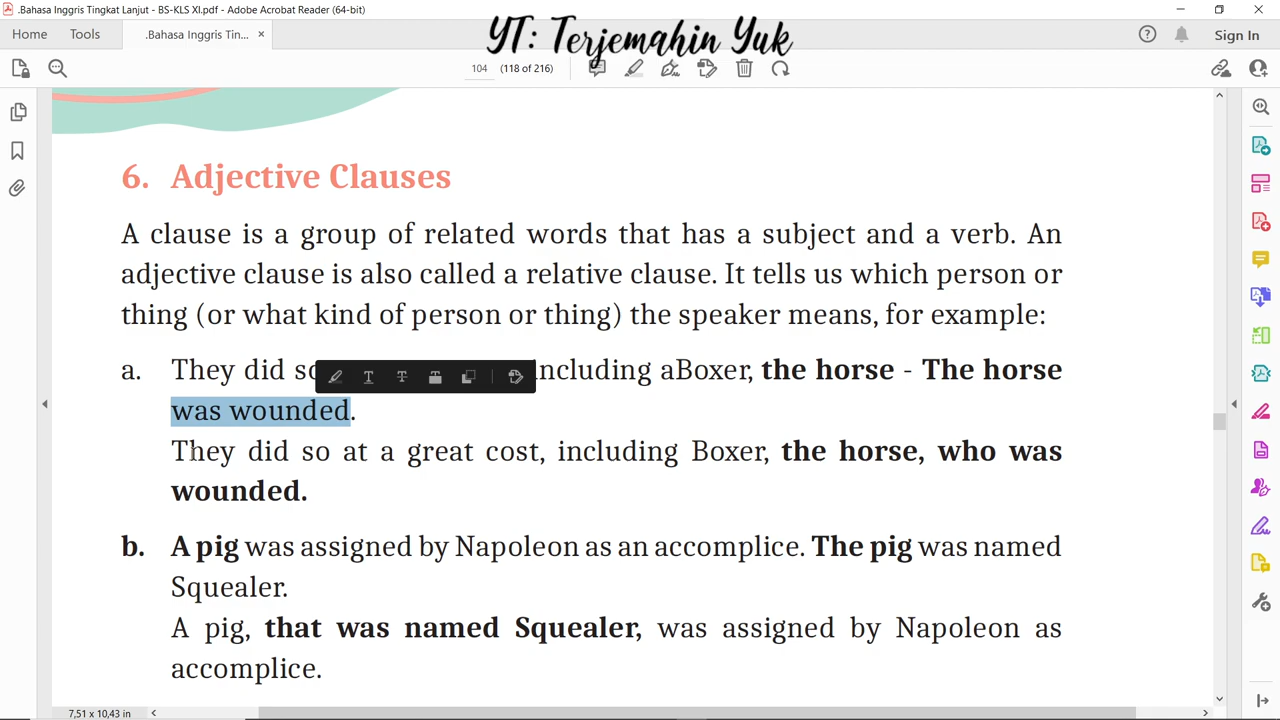 .Bahasa Inggris Tingkat Lanjut - BS-KLS XI.pdf - Adobe Acrobat Reader (64-bit)
Home Tools .Bahasa Inggris Tin... × Sign In
YT: Terjemahin Yuk
104 (118 of 216)
6. Adjective Clauses
A clause is a group of related words that has a subject and a verb. An
adjective clause is also called a relative clause. It tells us which person or
thing (or what kind of person or thing) the speaker means, for example:
a. They did so including aBoxer, the horse - The horse
was wounded.
They did so at a great cost, including Boxer, the horse, who was
wounded.
b. A pig was assigned by Napoleon as an accomplice. The pig was named
Squealer.
A pig, that was named Squealer, was assigned by Napoleon as
accomplice.
7,51 x 10,43 in